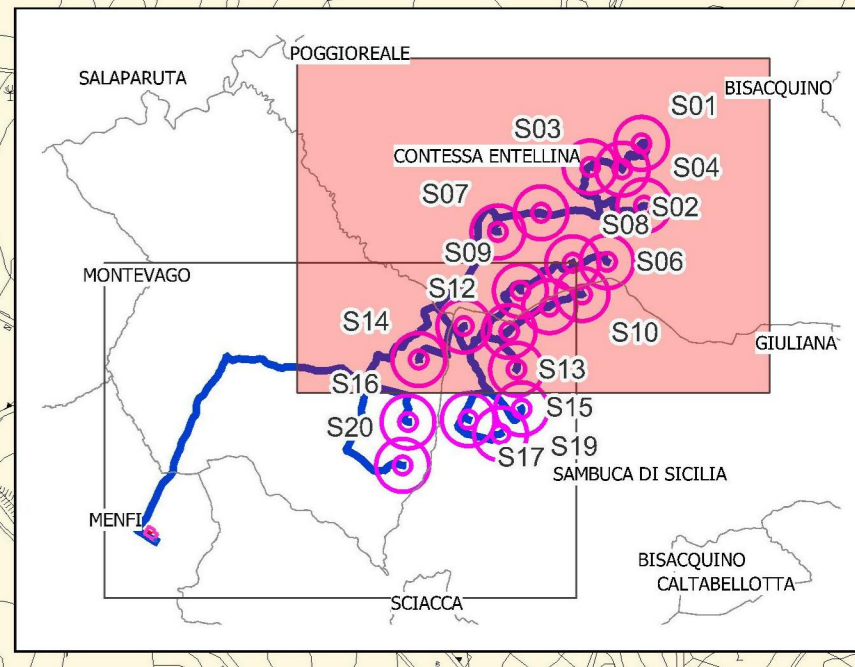 POGGIOREALE
SALAPARUTA
BISACQUINO
S01
S03
CONTESSA ENTELLINA
S04
S07
S02
S08
S09
S06
MONTEVAGO
S12
S14
S10
GIULIANA
S13
S16
S15
S20
S19
S17
SAMBUCA DI SICILIA
MENFI
BISACQUINO
CALTABELLOTTA
SCIACCA